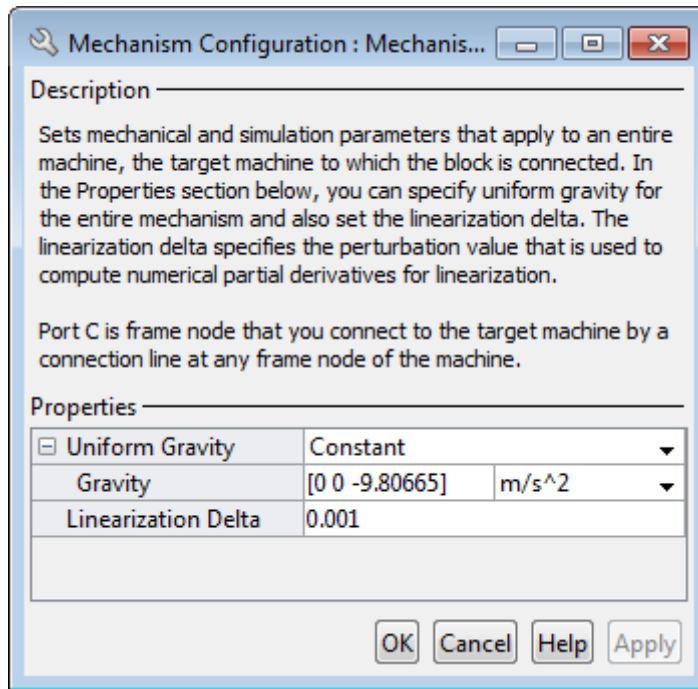 Mechanism Configuration : Mechanis...
Description
Sets mechanical and simulation parameters that apply to an entire
machine, the target machine to which the block is connected. In
the Properties section below, you can specify uniform gravity for
the entire mechanism and also set the linearization delta. The
linearization delta specifies the perturbation value that is used to
compute numerical partial derivatives for linearization.
Port C is frame node that you connect to the target machine by a
connection line at any frame node of the machine.
Properties
Uniform Gravity Constant
Gravity [0 0 -9.80665] m/s^2
Linearization Delta 0.001
OK Cancel Help Apply